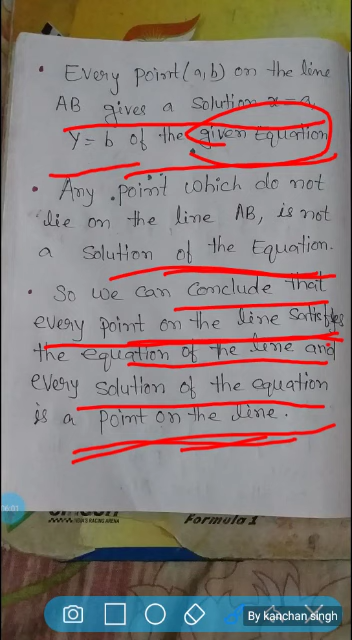 • Every point (a,b) on the line
AB gives a solution x = a,
y = b of the given Equation
• Any point which do not
lie on the line AB, is not
a solution of the Equation.
• So we can conclude that
every point on the line satisfies
the equation of the line and
every solution of the equation
is a point on the line.
Formula 1
By kanchan singh